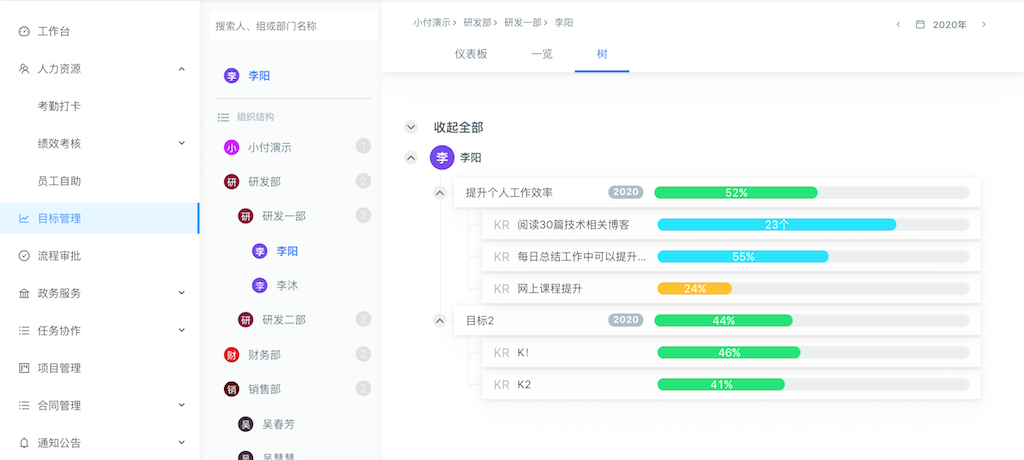 工作台
人力资源
考勤打卡
绩效考核
员工自助
目标管理
流程审批
政务服务
任务协作
项目管理
合同管理
通知公告
搜索人、组或部门名称
李 李阳
组织结构
小 小付演示 1
研 研发部 2
研 研发一部 2
李 李阳
李 李沐
研 研发二部 2
财 财务部 2
销 销售部 2
吴 吴春芳
吴 吴慧慧
小付演示 > 研发部 > 研发一部 > 李阳
2020年
仪表板 一览 树
收起全部
李 李阳
提升个人工作效率 2020 52%
KR 阅读30篇技术相关博客 23个
KR 每日总结工作中可以提升... 55%
KR 网上课程提升 24%
目标2 2020 44%
KR K! 46%
KR K2 41%